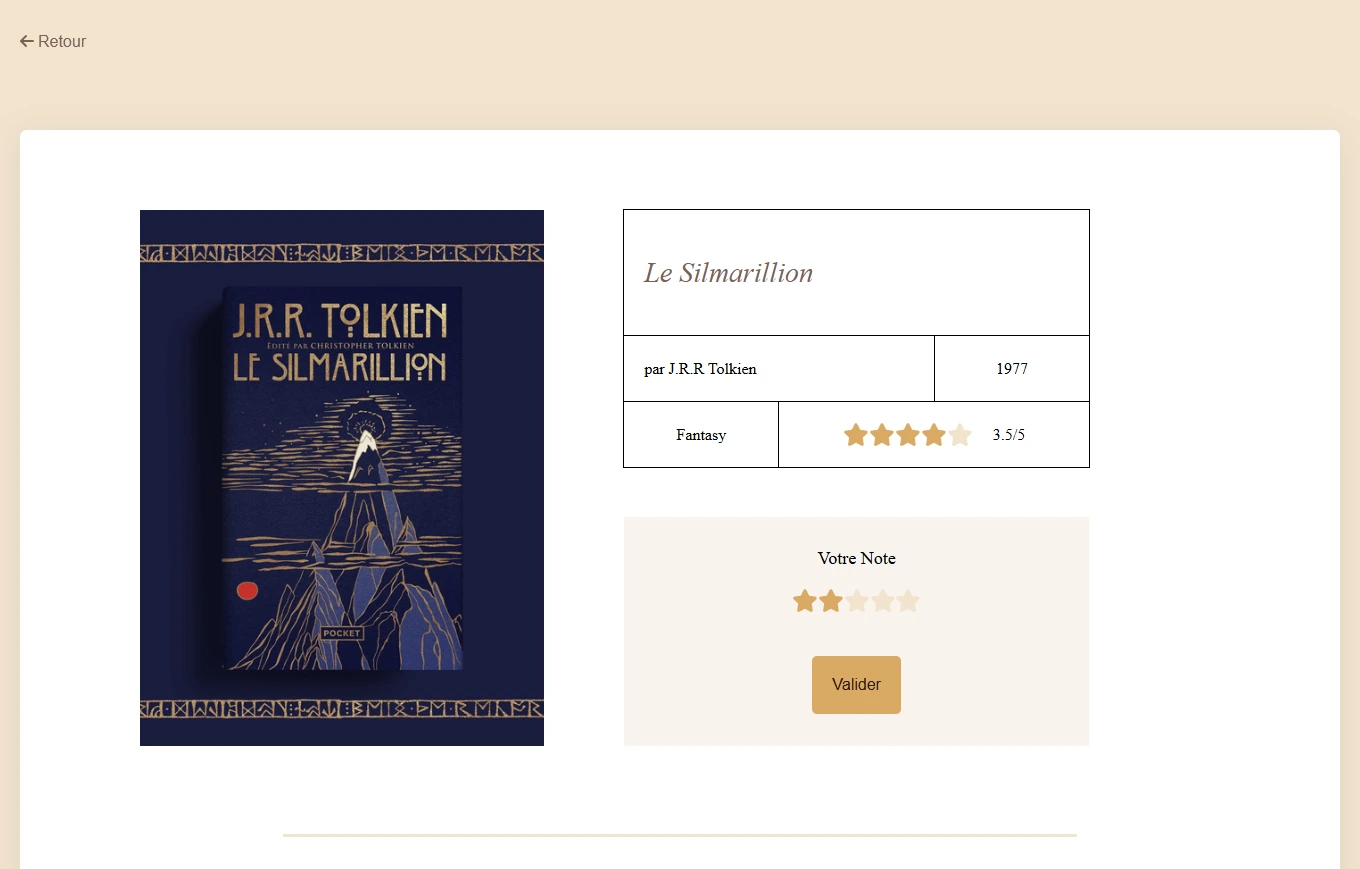 Retour
J.R.R. TOLKIEN
ÉDITÉ PAR CHRISTOPHER TOLKIEN
LE SILMARILLION
POCKET
Le Silmarillion
par J.R.R Tolkien
1977
Fantasy
3.5/5
Votre Note
Valider